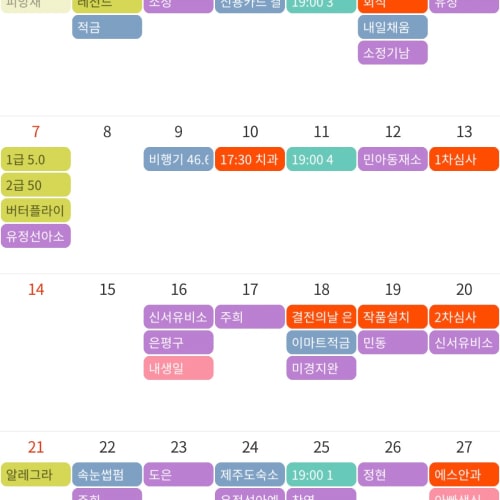 레전드
소정
신용카드 결
19:00 3
회식
유정
적금
내일채움
소정기남
7 8 9 10 11 12 13
1급 5.0
비행기 46.6
17:30 치과
19:00 4
민아동재소
1차심사
2급 50
버터플라이
유정선아소
14 15 16 17 18 19 20
신서유비소
주희
결전의날 은
작품설치
2차심사
은평구
이마트적금
민동
신서유비소
내생일
미경지완
21 22 23 24 25 26 27
알레그라
속눈썹펌
도은
제주도숙소
19:00 1
정현
에스안과
주희